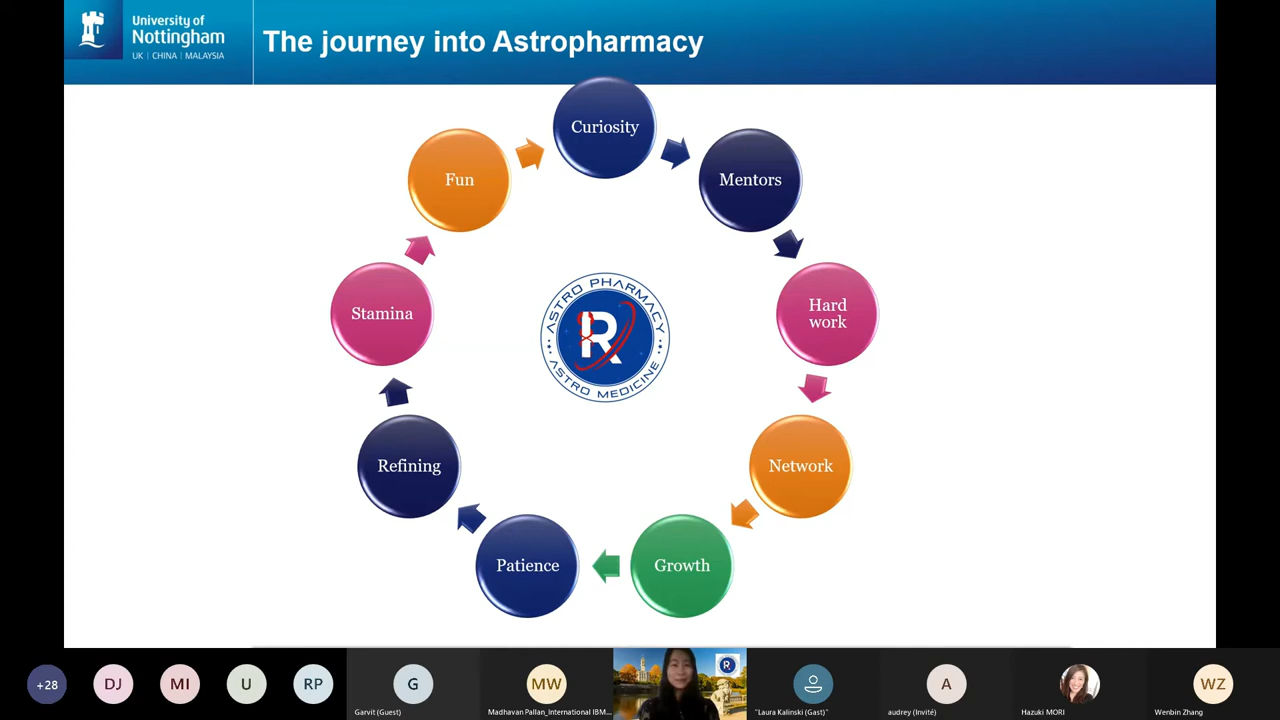 University of
Nottingham
UK | CHINA | MALAYSIA
The journey into Astropharmacy
Curiosity
Mentors
Hard
work
Network
Growth
Patience
Refining
Stamina
Fun
ASTRO PHARMACY
R
ASTRO MEDICINE
+28
DJ
MI
U
RP
G
Garvit (Guest)
MW
Madhavan Pallan_International IBM...
R
"Laura Kalinski (Gast)"
A
audrey (Invité)
Hazuki MORI
WZ
Wenbin Zhang